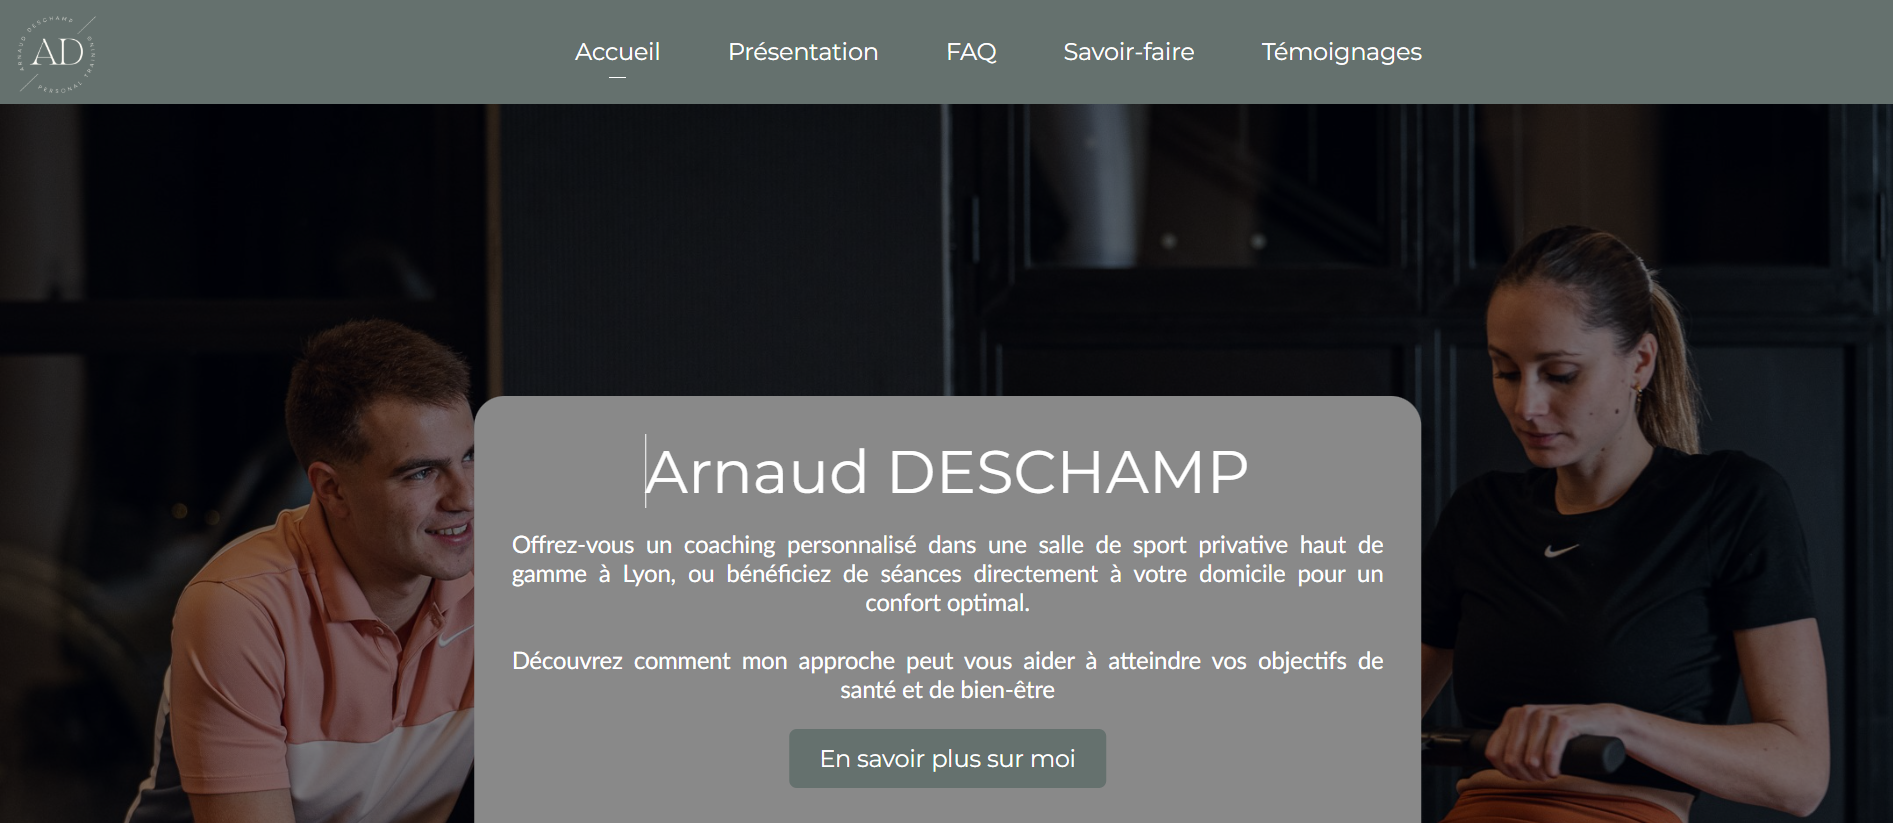 ARNAUD DESCHAMP
AD
PERSONAL TRAINING
Accueil
Présentation
FAQ
Savoir-faire
Témoignages
Arnaud DESCHAMP
Offrez-vous un coaching personnalisé dans une salle de sport privative haut de
gamme à Lyon, ou bénéficiez de séances directement à votre domicile pour un
confort optimal.
Découvrez comment mon approche peut vous aider à atteindre vos objectifs de
santé et de bien-être
En savoir plus sur moi